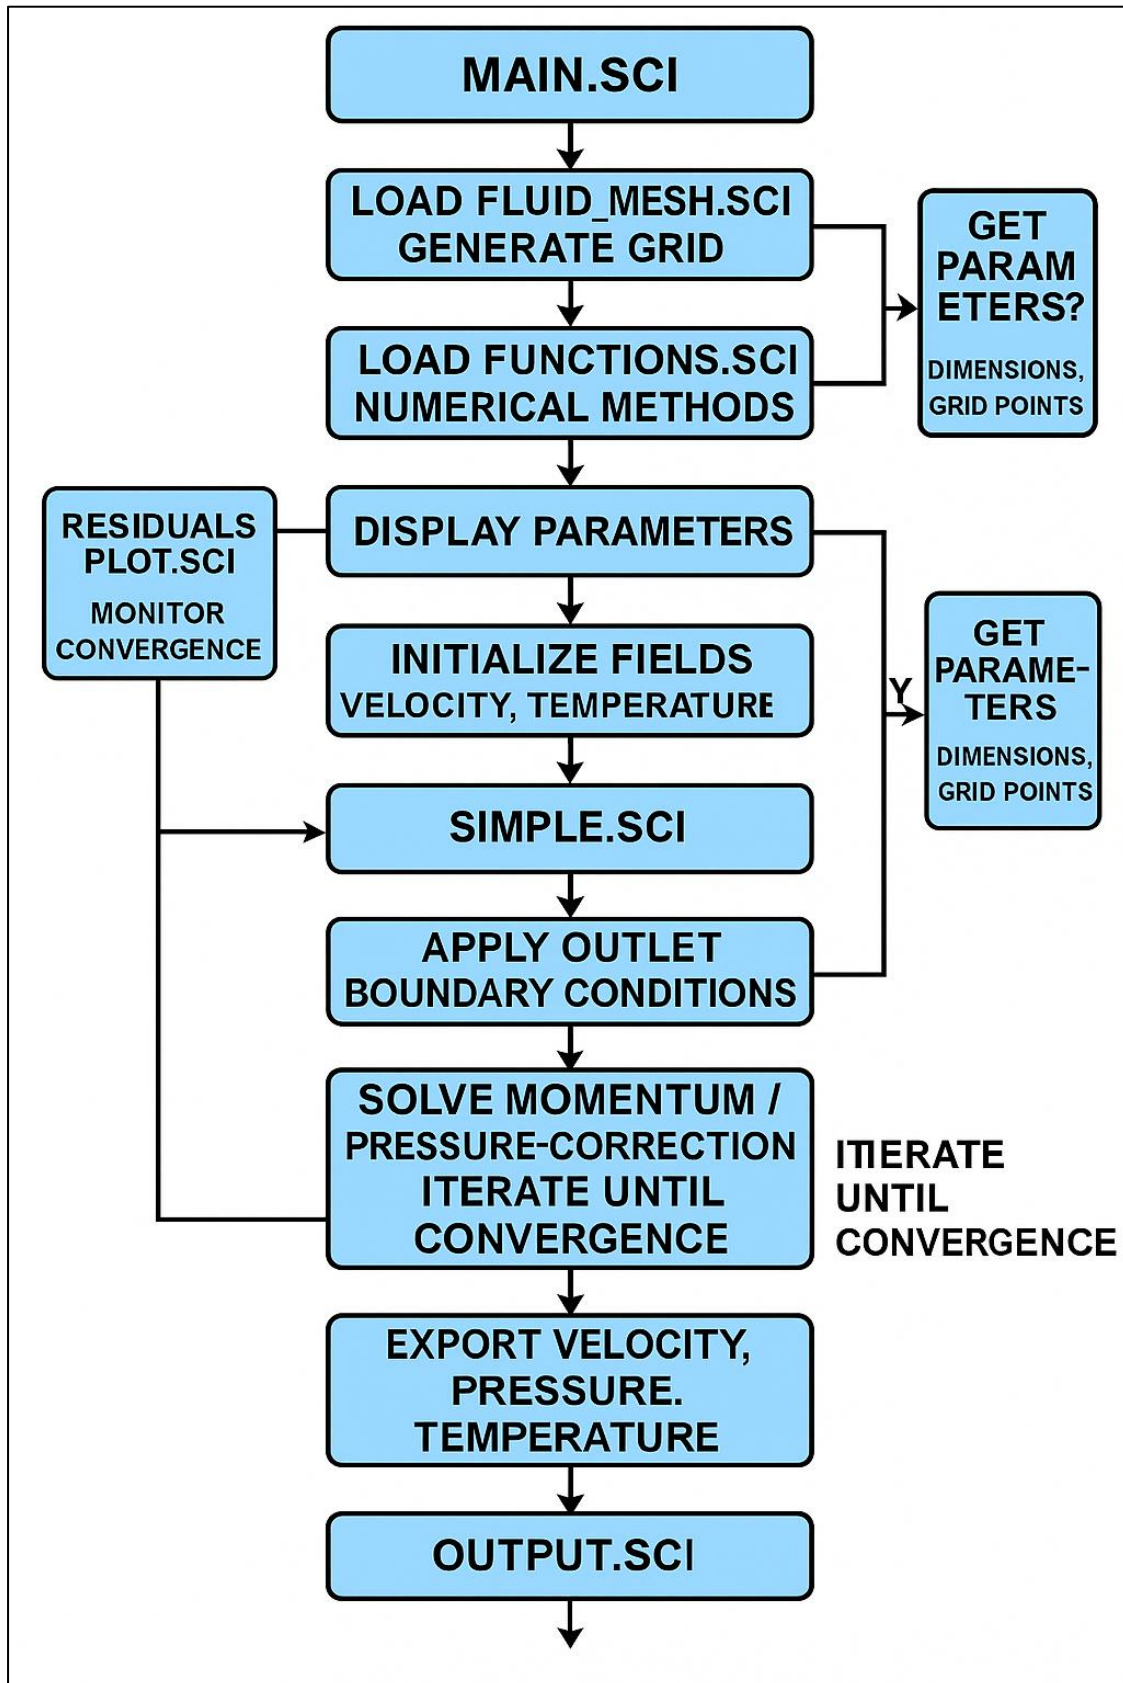 MAIN.SCI
LOAD FLUID_MESH.SCI
GENERATE GRID
GET
PARAM
ETERS?
DIMENSIONS,
GRID POINTS
LOAD FUNCTIONS.SCI
NUMERICAL METHODS
RESIDUALS
PLOT.SCI
MONITOR
CONVERGENCE
DISPLAY PARAMETERS
INITIALIZE FIELDS
VELOCITY, TEMPERATURE
Y
GET
PARAME-
TERS
DIMENSIONS,
GRID POINTS
SIMPLE.SCI
APPLY OUTLET
BOUNDARY CONDITIONS
SOLVE MOMENTUM /
PRESSURE-CORRECTION
ITERATE UNTIL
CONVERGENCE
ITIERATE
UNTIL
CONVERGENCE
EXPORT VELOCITY,
PRESSURE.
TEMPERATURE
OUTPUT.SCI